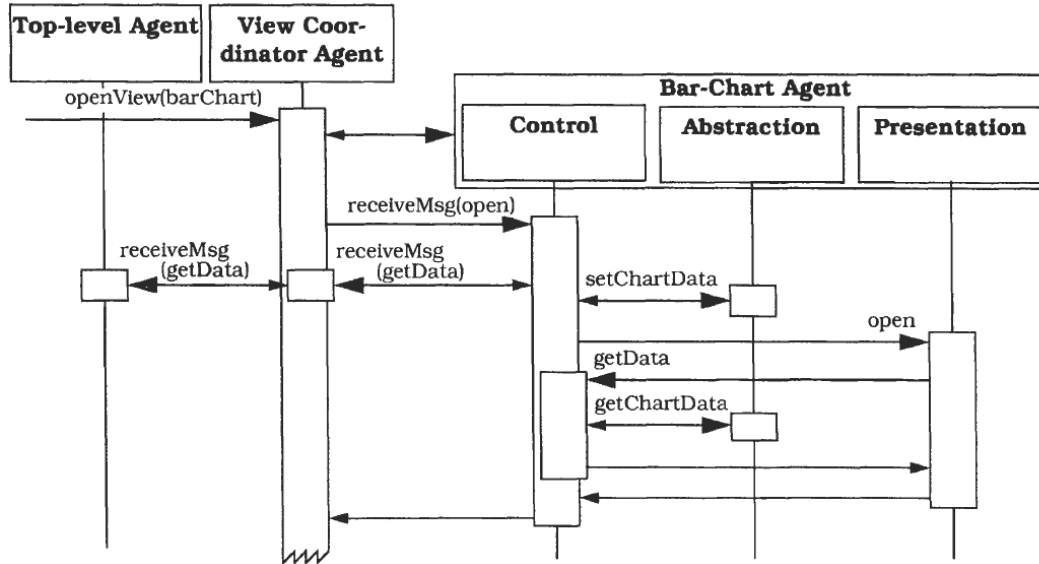 Top-level Agent
View Coor-
dinator Agent
openView(barChart)
Bar-Chart Agent
Control
Abstraction
Presentation
receiveMsg(open)
receiveMsg
(getData)
receiveMsg
(getData)
setChartData
open
getData
getChartData